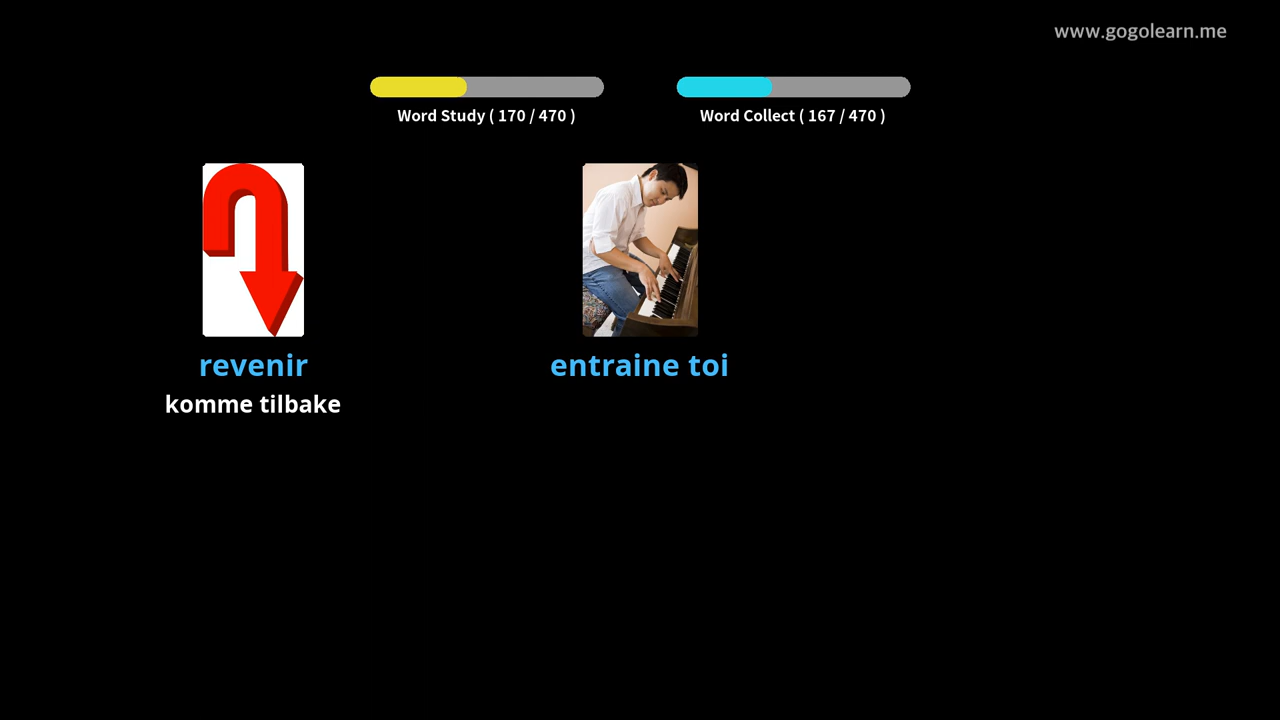 www.gogolearn.me
Word Study ( 170 / 470 )
Word Collect ( 167 / 470 )
revenir
komme tilbake
entraine toi